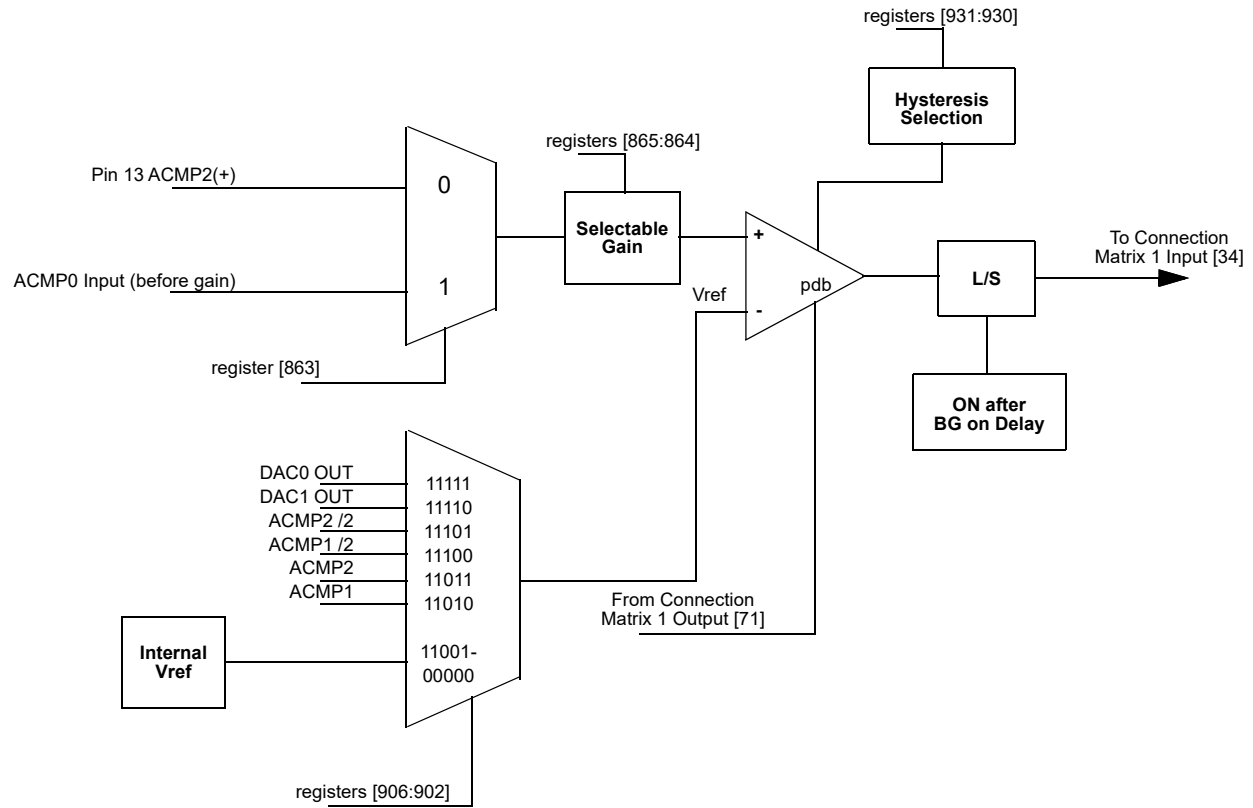 registers [931:930]
Hysteresis
Selection
registers [865:864]
Pin 13 ACMP2(+)
0
Selectable
Gain
+
To Connection
Matrix 1 Input [34]
ACMP0 Input (before gain)
1
Vref
pdb
-
L/S
register [863]
ON after
BG on Delay
DAC0 OUT
11111
DAC1 OUT
11110
ACMP2 /2
11101
ACMP1 /2
11100
ACMP2
11011
ACMP1
11010
From Connection
Matrix 1 Output [71]
Internal
Vref
11001-
00000
registers [906:902]